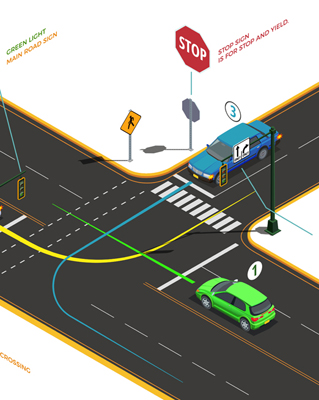 GREEN LIGHT
MAIN ROAD SIGN
STOP
STOP SIGN
IS FOR STOP AND YIELD.
3
1
CROSSING